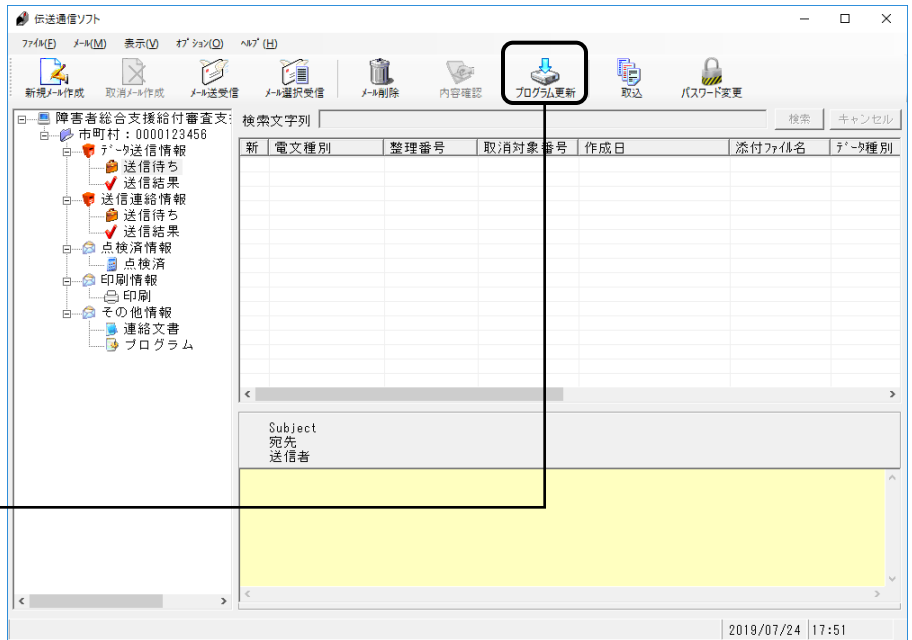 伝送通信ソフト
ﾌｧｲﾙ(F) ﾒｰﾙ(M) 表示(V) ｵﾌﾟｼｮﾝ(O) ﾍﾙﾌﾟ(H)
新規ﾒｰﾙ作成 取消ﾒｰﾙ作成 ﾒｰﾙ送受信 ﾒｰﾙ選択受信 ﾒｰﾙ削除 内容確認 ﾌﾟﾛｸﾞﾗﾑ更新 取込 ﾊﾟｽﾜｰﾄﾞ変更
検索文字列 検索 キャンセル
新 電文種別 整理番号 取消対象番号 作成日 添付ﾌｧｲﾙ名 ﾃﾞｰﾀ種別
障害者総合支援給付審査支
市町村：0000123456
ﾃﾞｰﾀ送信情報
送信待ち
送信結果
送信連絡情報
送信待ち
送信結果
点検済情報
点検済
印刷情報
印刷
その他情報
連絡文書
プログラム
Subject
宛先
送信者
2019/07/24 17:51